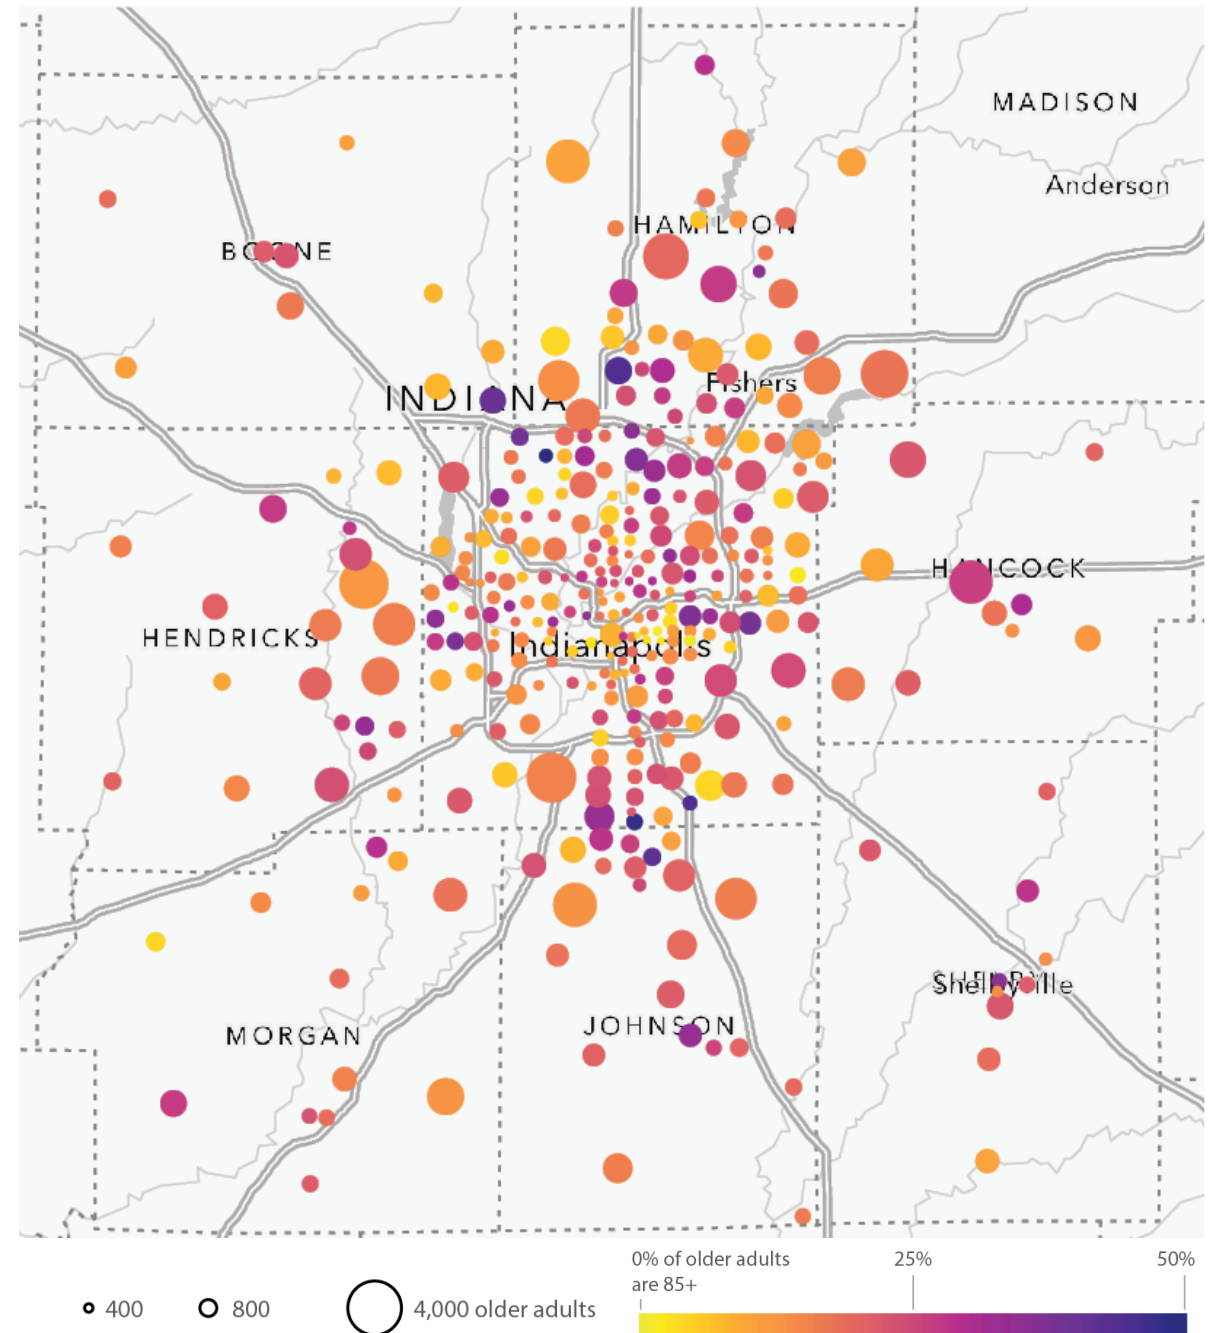 MADISON
Anderson
HAMILTON
BOONE
Fishers
INDIANA
HANCOCK
HENDRICKS
Indianapolis
SHELBY
Shelbyville
JOHNSON
MORGAN
0% of older adults
are 85+
25%
50%
400
800
4,000 older adults